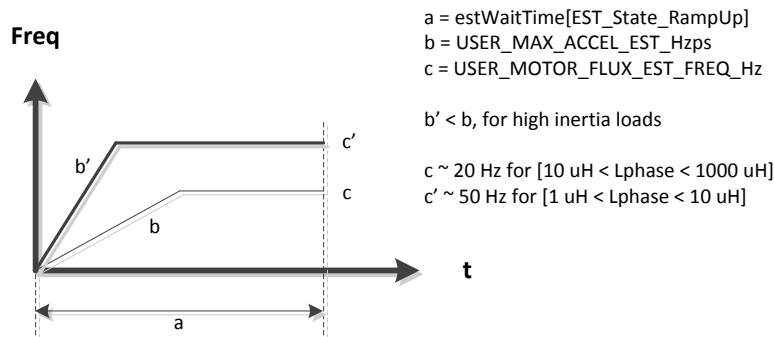 Freq
c'
b'
c
b
t
a
a = estWaitTime[EST_State_RampUp]
b = USER_MAX_ACCEL_EST_Hzps
c = USER_MOTOR_FLUX_EST_FREQ_Hz
b’ < b, for high inertia loads
c ~ 20 Hz for [10 uH < Lphase < 1000 uH]
c’ ~ 50 Hz for [1 uH < Lphase < 10 uH]